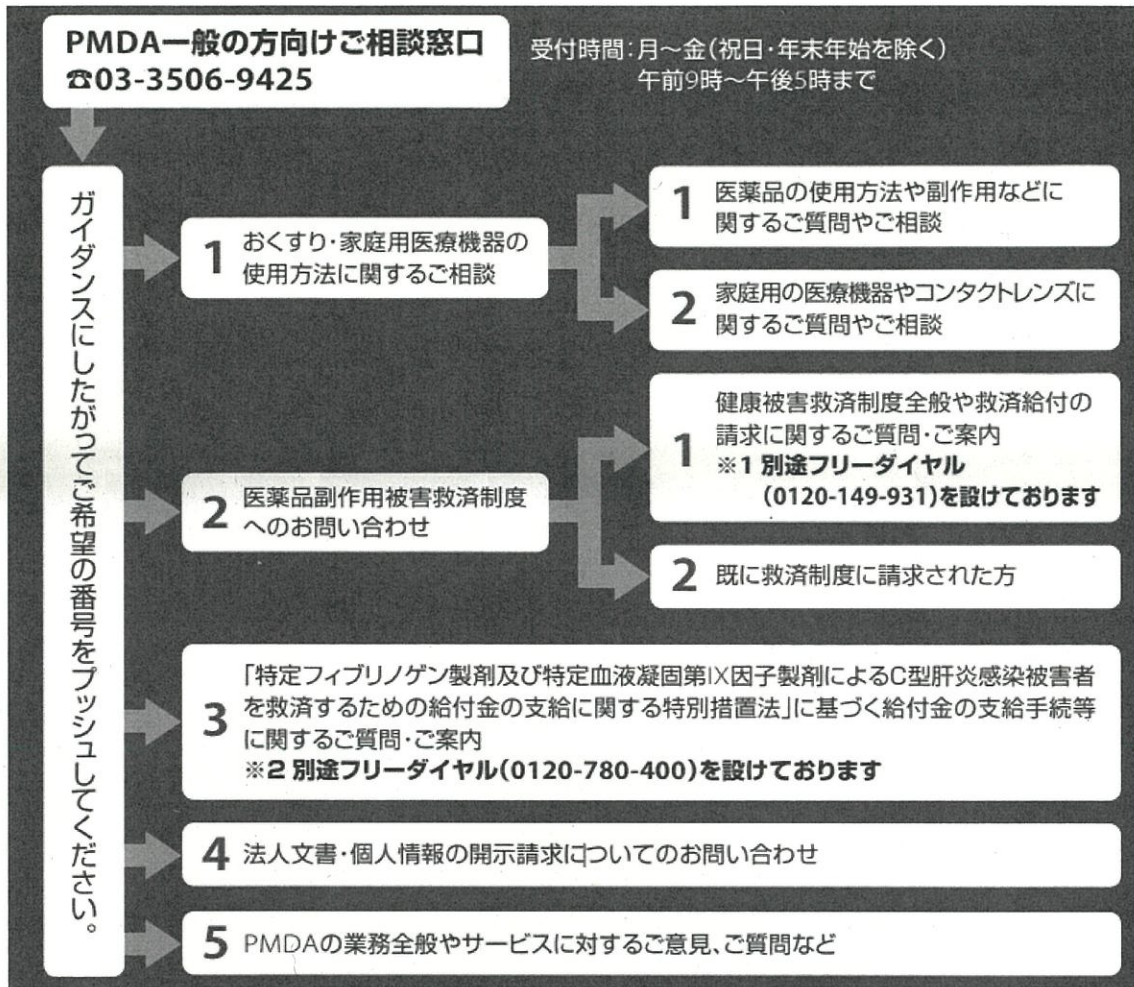 PMDA一般の方向けご相談窓口
☎03-3506-9425
受付時間:月～金(祝日・年末年始を除く)
午前9時～午後5時まで
ガイダンスにしたがってご希望の番号をプッシュしてください。
1 おくすり・家庭用医療機器の
使用方法に関するご相談
1 医薬品の使用方法や副作用などに
関するご質問やご相談
2 家庭用の医療機器やコンタクトレンズに
関するご質問やご相談
2 医薬品副作用被害救済制度
へのお問い合わせ
1 健康被害救済制度全般や救済給付の
請求に関するご質問・ご案内
※1 別途フリーダイヤル
(0120-149-931)を設けております
2 既に救済制度に請求された方
3 「特定フィブリノゲン製剤及び特定血液凝固第IX因子製剤によるC型肝炎感染被害者
を救済するための給付金の支給に関する特別措置法」に基づく給付金の支給手続等
に関するご質問・ご案内
※2 別途フリーダイヤル(0120-780-400)を設けております
4 法人文書・個人情報の開示請求についてのお問い合わせ
5 PMDAの業務全般やサービスに対するご意見、ご質問など